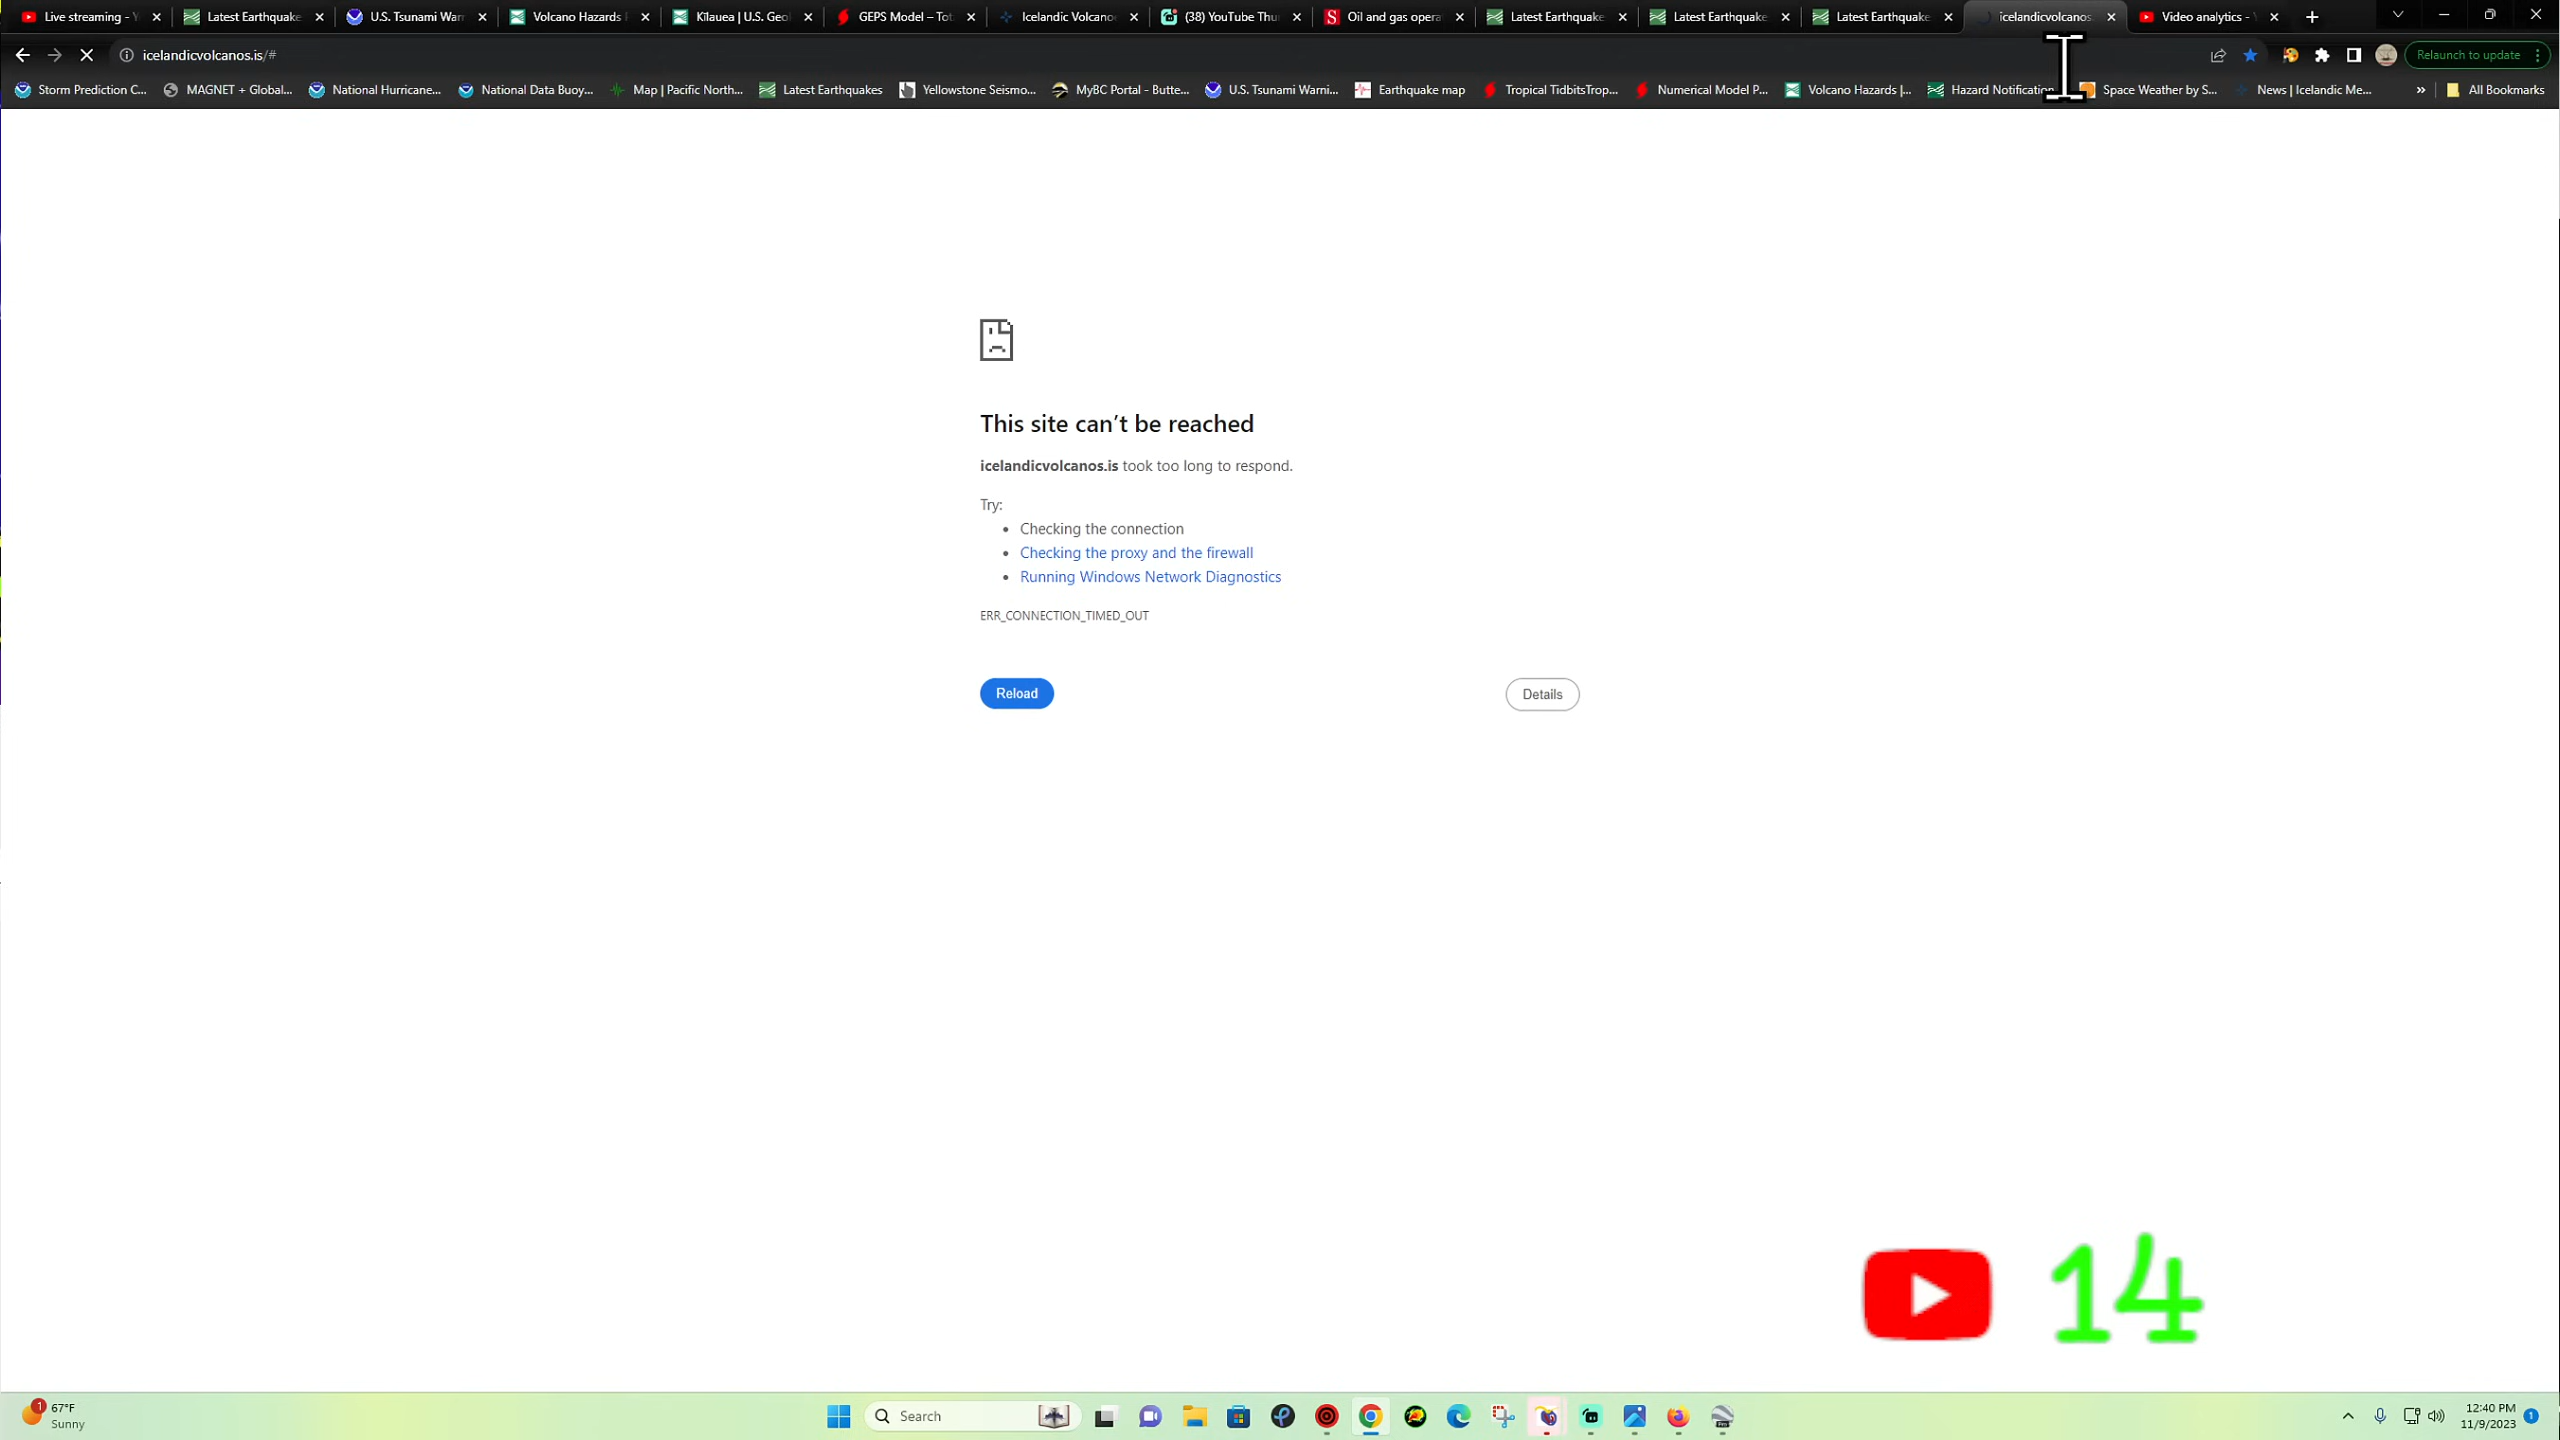 Live streaming - Y
Latest Earthquake
U.S. Tsunami Warn
Volcano Hazards P
Kīlauea | U.S. Geol
GEPS Model – Tot
Icelandic Volcano
(38) YouTube Thu
Oil and gas opera
Latest Earthquake
Latest Earthquake
Latest Earthquake
icelandicvolcanos.
Video analytics - Y
icelandicvolcanos.is/#
Relaunch to update
Storm Prediction C...
MAGNET + Global...
National Hurricane...
National Data Buoy...
Map | Pacific North...
Latest Earthquakes
Yellowstone Seismo...
MyBC Portal - Butte...
U.S. Tsunami Warni...
Earthquake map
Tropical TidbitsTrop...
Numerical Model P...
Volcano Hazards |...
Hazard Notification
Space Weather by S...
News | Icelandic Me...
All Bookmarks
This site can’t be reached
icelandicvolcanos.is took too long to respond.
Try:
• Checking the connection
• Checking the proxy and the firewall
• Running Windows Network Diagnostics
ERR_CONNECTION_TIMED_OUT
Reload
Details
14
1
67°F
Sunny
Search
12:40 PM
11/9/2023
1